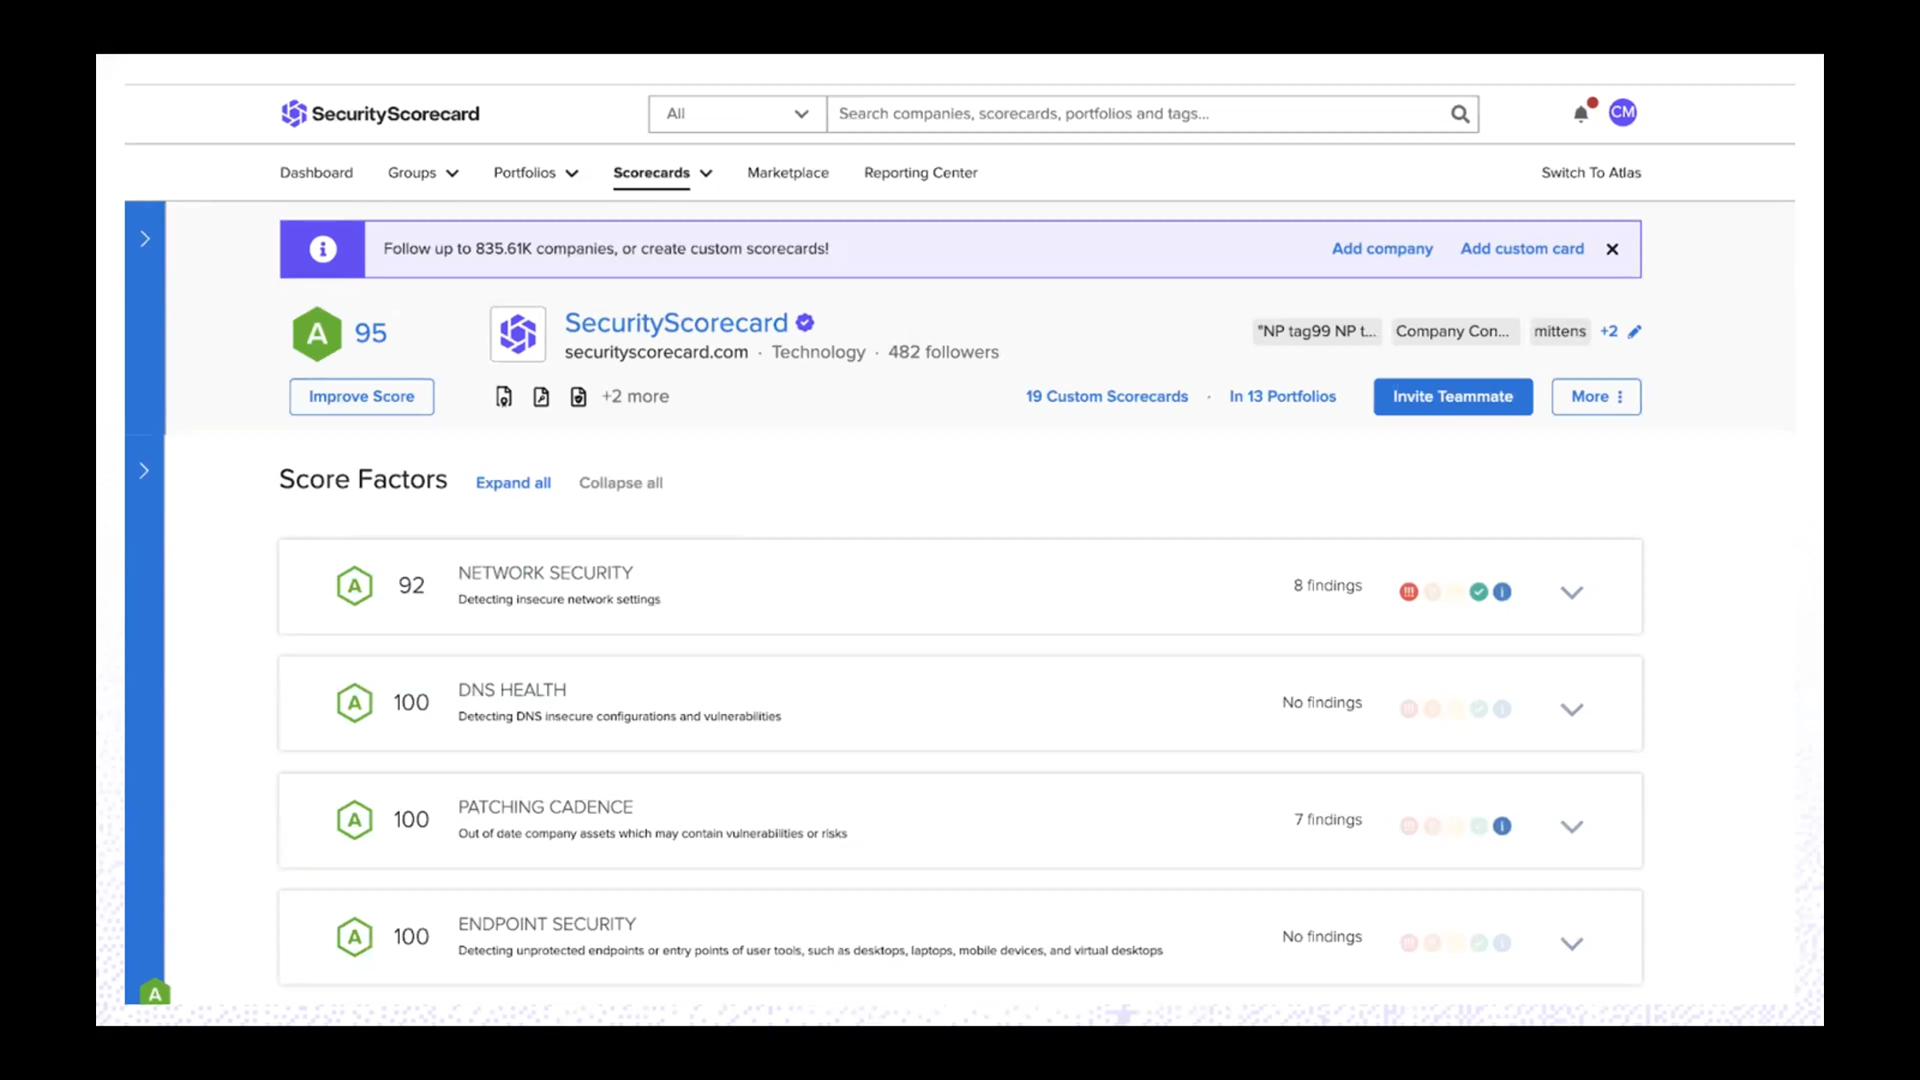 SecurityScorecard
All
Search companies, scorecards, portfolios and tags...
CM
Dashboard
Groups
Portfolios
Scorecards
Marketplace
Reporting Center
Switch To Atlas
Follow up to 835.61K companies, or create custom scorecards!
Add company
Add custom card
A 95
SecurityScorecard
securityscorecard.com · Technology · 482 followers
"NP tag99 NP t...
Company Con...
mittens
+2
Improve Score
+2 more
19 Custom Scorecards · In 13 Portfolios
Invite Teammate
More
Score Factors
Expand all
Collapse all
A 92
NETWORK SECURITY
Detecting insecure network settings
8 findings
A 100
DNS HEALTH
Detecting DNS insecure configurations and vulnerabilities
No findings
A 100
PATCHING CADENCE
Out of date company assets which may contain vulnerabilities or risks
7 findings
A 100
ENDPOINT SECURITY
Detecting unprotected endpoints or entry points of user tools, such as desktops, laptops, mobile devices, and virtual desktops
No findings
A